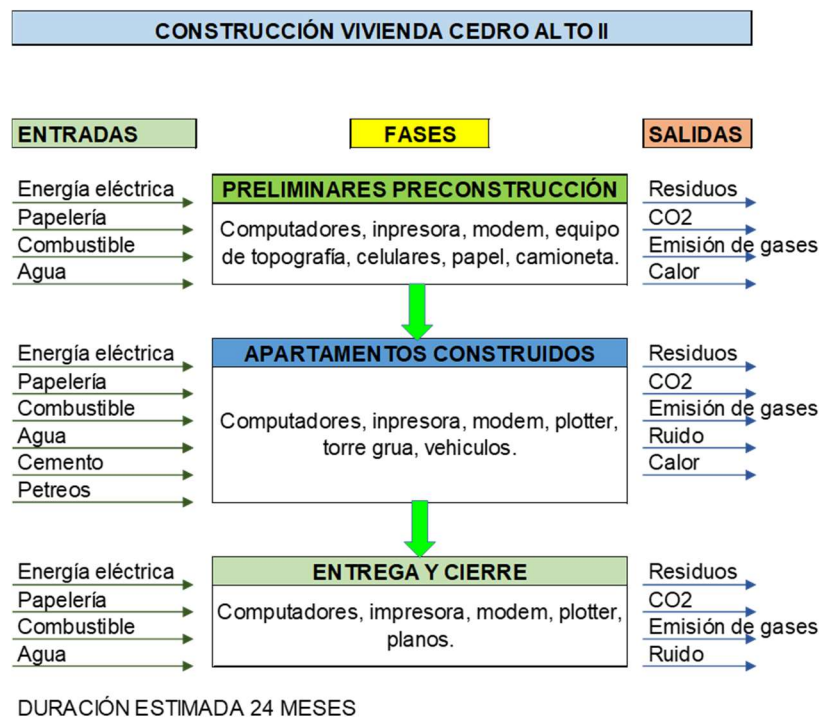 CONSTRUCCIÓN VIVIENDA CEDRO ALTO II
ENTRADAS
FASES
SALIDAS
Energía eléctrica
Papelería
Combustible
Agua
PRELIMINARES PRECONSTRUCCIÓN
Computadores, inpresora, modem, equipo
de topografía, celulares, papel, camioneta.
Residuos
CO2
Emisión de gases
Calor
Energía eléctrica
Papelería
Combustible
Agua
Cemento
Petreos
APARTAMENTOS CONSTRUIDOS
Computadores, inpresora, modem, plotter,
torre grua, vehiculos.
Residuos
CO2
Emisión de gases
Ruido
Calor
Energía eléctrica
Papelería
Combustible
Agua
ENTREGA Y CIERRE
Computadores, impresora, modem, plotter,
planos.
Residuos
CO2
Emisión de gases
Ruido
DURACIÓN ESTIMADA 24 MESES